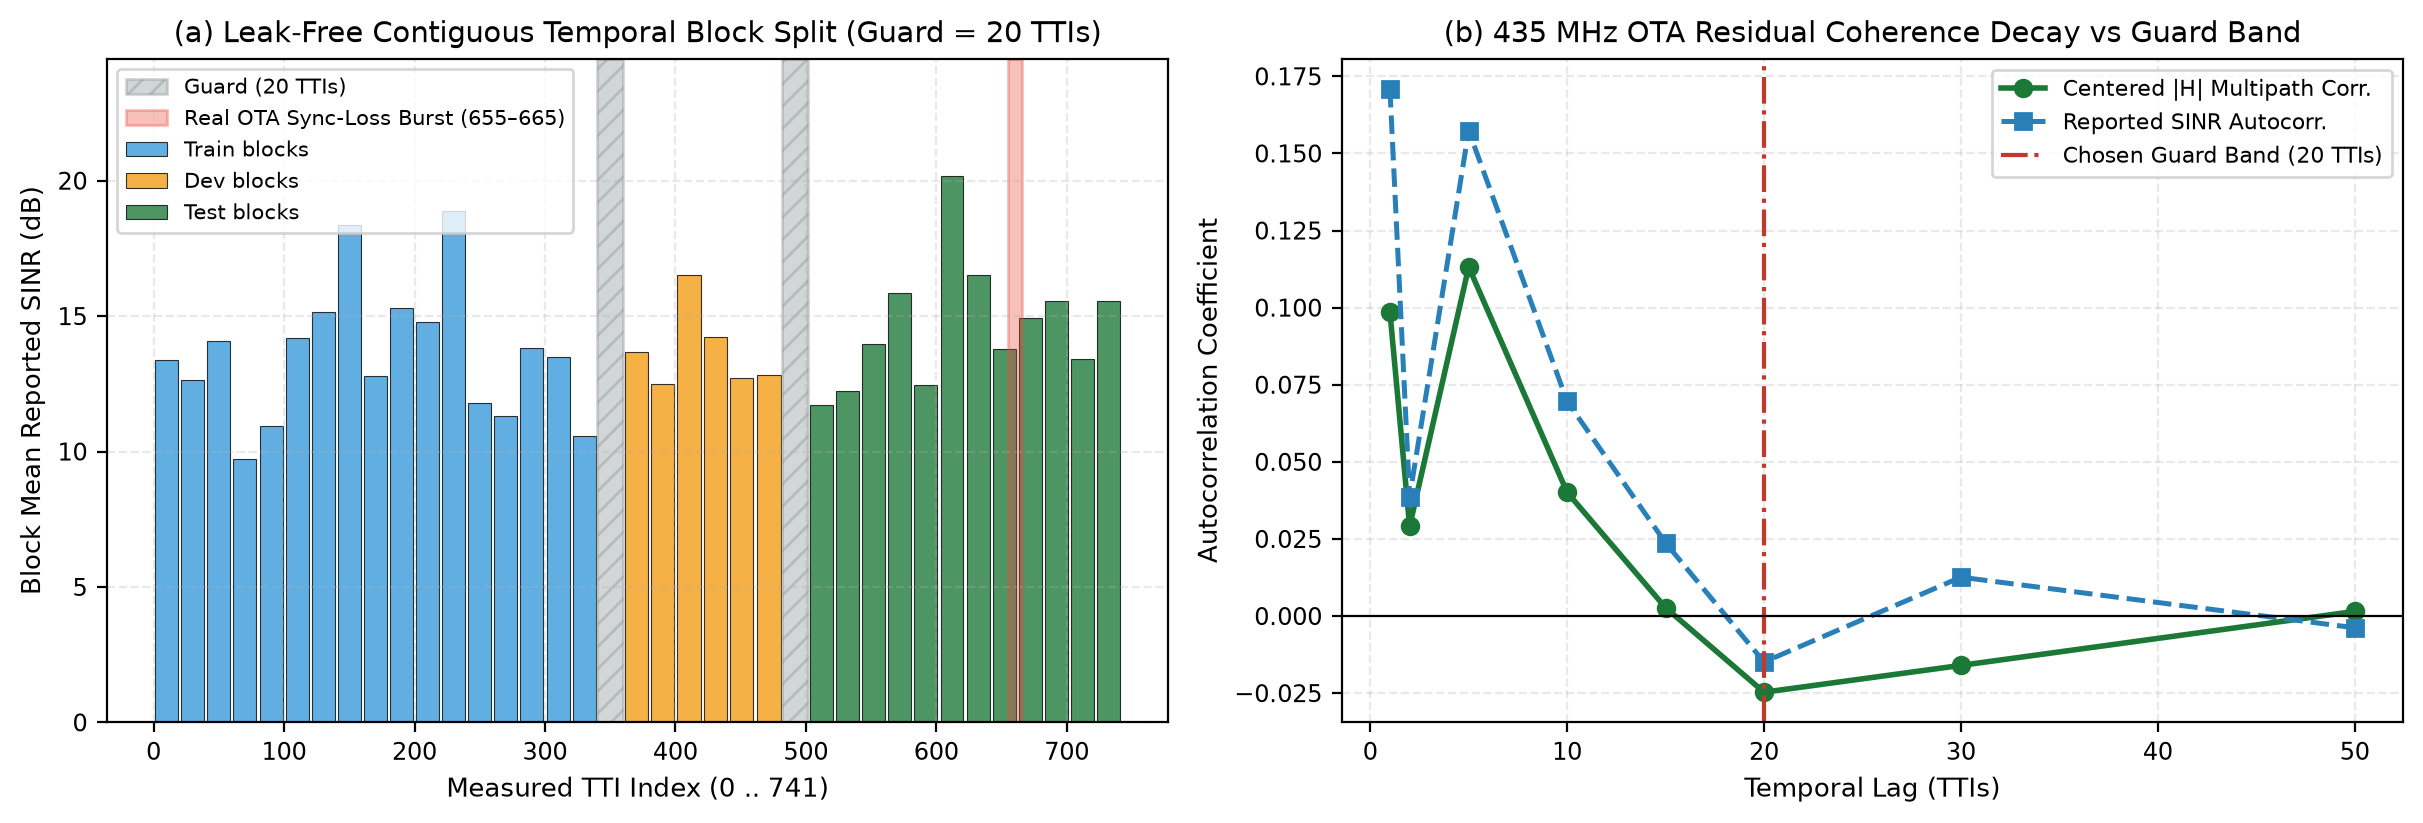 (a) Leak-Free Contiguous Temporal Block Split (Guard = 20 TTIs)
Guard (20 TTIs)
Real OTA Sync-Loss Burst (655–665)
Train blocks
Dev blocks
Test blocks
Block Mean Reported SINR (dB)
20
15
10
5
0
0 100 200 300 400 500 600 700
Measured TTI Index (0 .. 741)
(b) 435 MHz OTA Residual Coherence Decay vs Guard Band
Centered |H| Multipath Corr.
Reported SINR Autocorr.
Chosen Guard Band (20 TTIs)
Autocorrelation Coefficient
0.175
0.150
0.125
0.100
0.075
0.050
0.025
0.000
−0.025
0 10 20 30 40 50
Temporal Lag (TTIs)